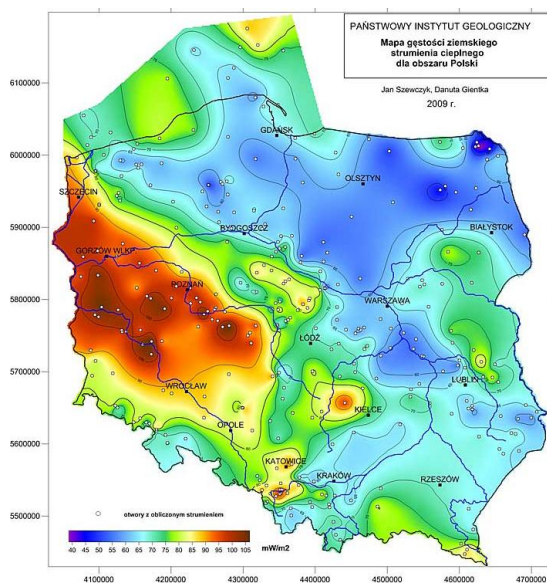 PAŃSTWOWY INSTYTUT GEOLOGICZNY
Mapa gęstości ziemskiego
strumienia cieplnego
dla obszaru Polski
Jan Szewczyk, Danuta Gientka
2009 r.
6100000
GDAŃSK
6000000
OLSZTYN
SZCZECIN
5900000
BYDGOSZCZ
BIAŁYSTOK
GORZÓW WLKP
POZNAŃ
5800000
WARSZAWA
ŁÓDŹ
5700000
WROCŁAW
LUBLIN
KIELCE
OPOLE
5600000
KATOWICE
KRAKÓW
RZESZÓW
5500000
otwory z obliczonym strumieniem
40 45 50 55 60 65 70 75 80 85 90 95 100 105
mW/m2
4100000 4200000 4300000 4400000 4500000 4600000 4700000